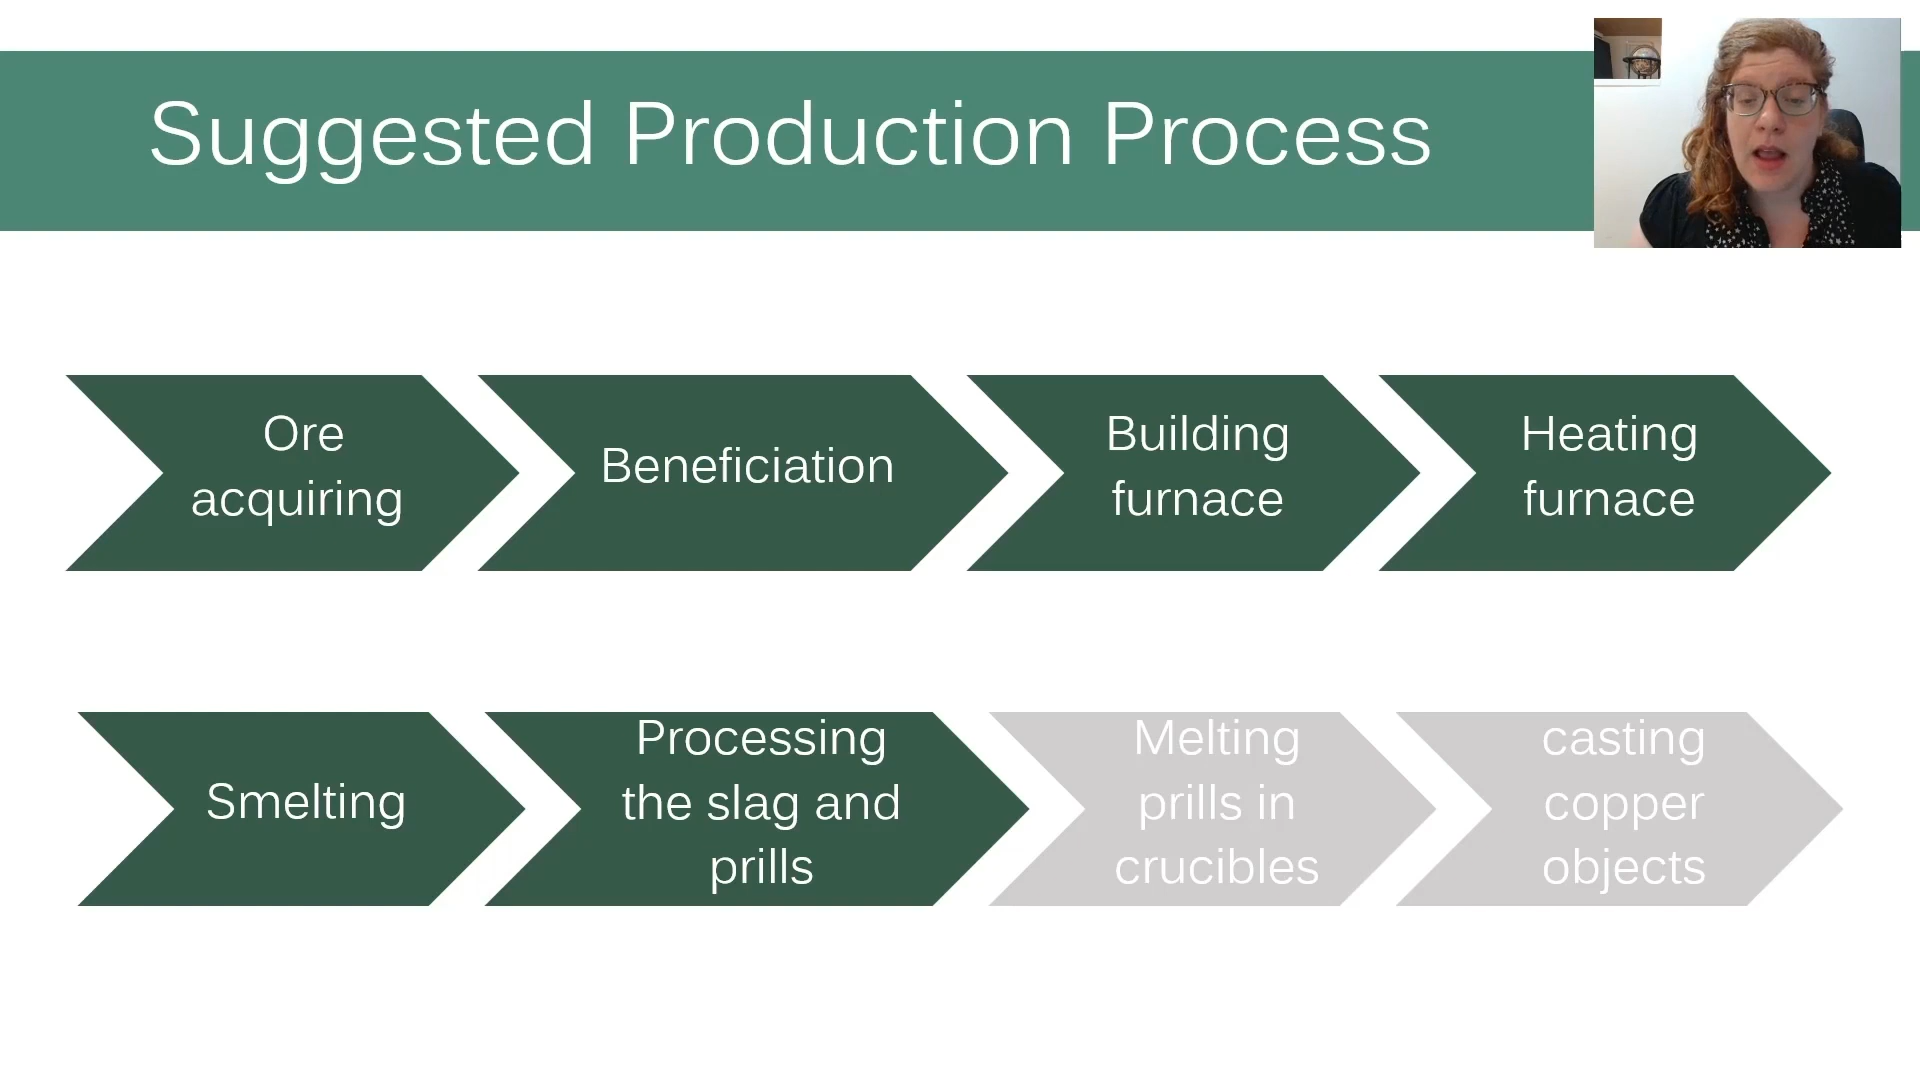 Suggested Production Process
Ore
acquiring
Beneficiation
Building
furnace
Heating
furnace
Smelting
Processing
the slag and
prills
Melting
prills in
crucibles
casting
copper
objects